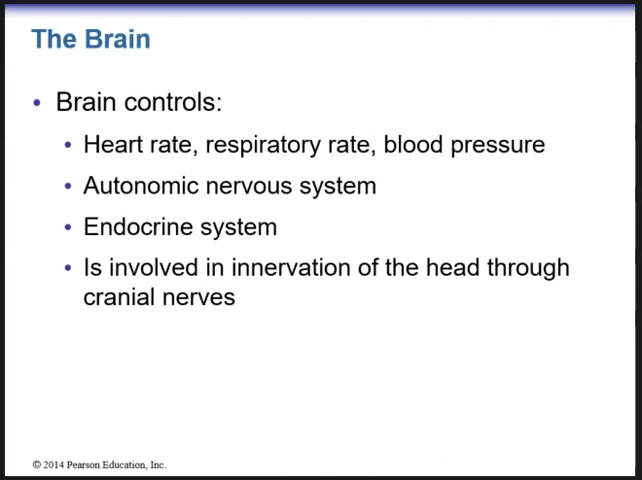 The Brain
• Brain controls:
• Heart rate, respiratory rate, blood pressure
• Autonomic nervous system
• Endocrine system
• Is involved in innervation of the head through
cranial nerves
© 2014 Pearson Education, Inc.